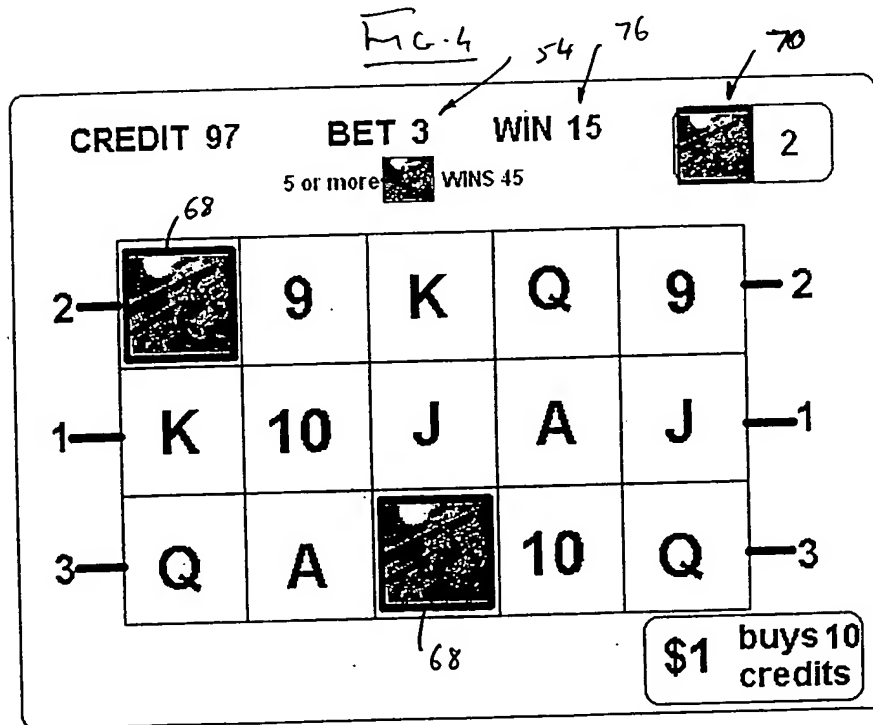 FIG. 4
54 76 70
CREDIT 97 BET 3 WIN 15 2
5 or more WINS 45
68
2 9 K Q 9 2
1 K 10 J A J 1
3 Q A 10 Q 3
68
$1 buys 10
credits